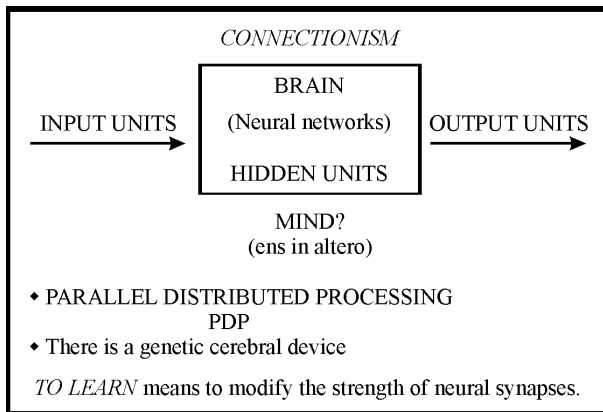 CONNECTIONISM
BRAIN
INPUT UNITS
(Neural networks)
OUTPUT UNITS
HIDDEN UNITS
MIND?
(ens in altero)
◆ PARALLEL DISTRIBUTED PROCESSING
PDP
◆ There is a genetic cerebral device
TO LEARN means to modify the strength of neural synapses.